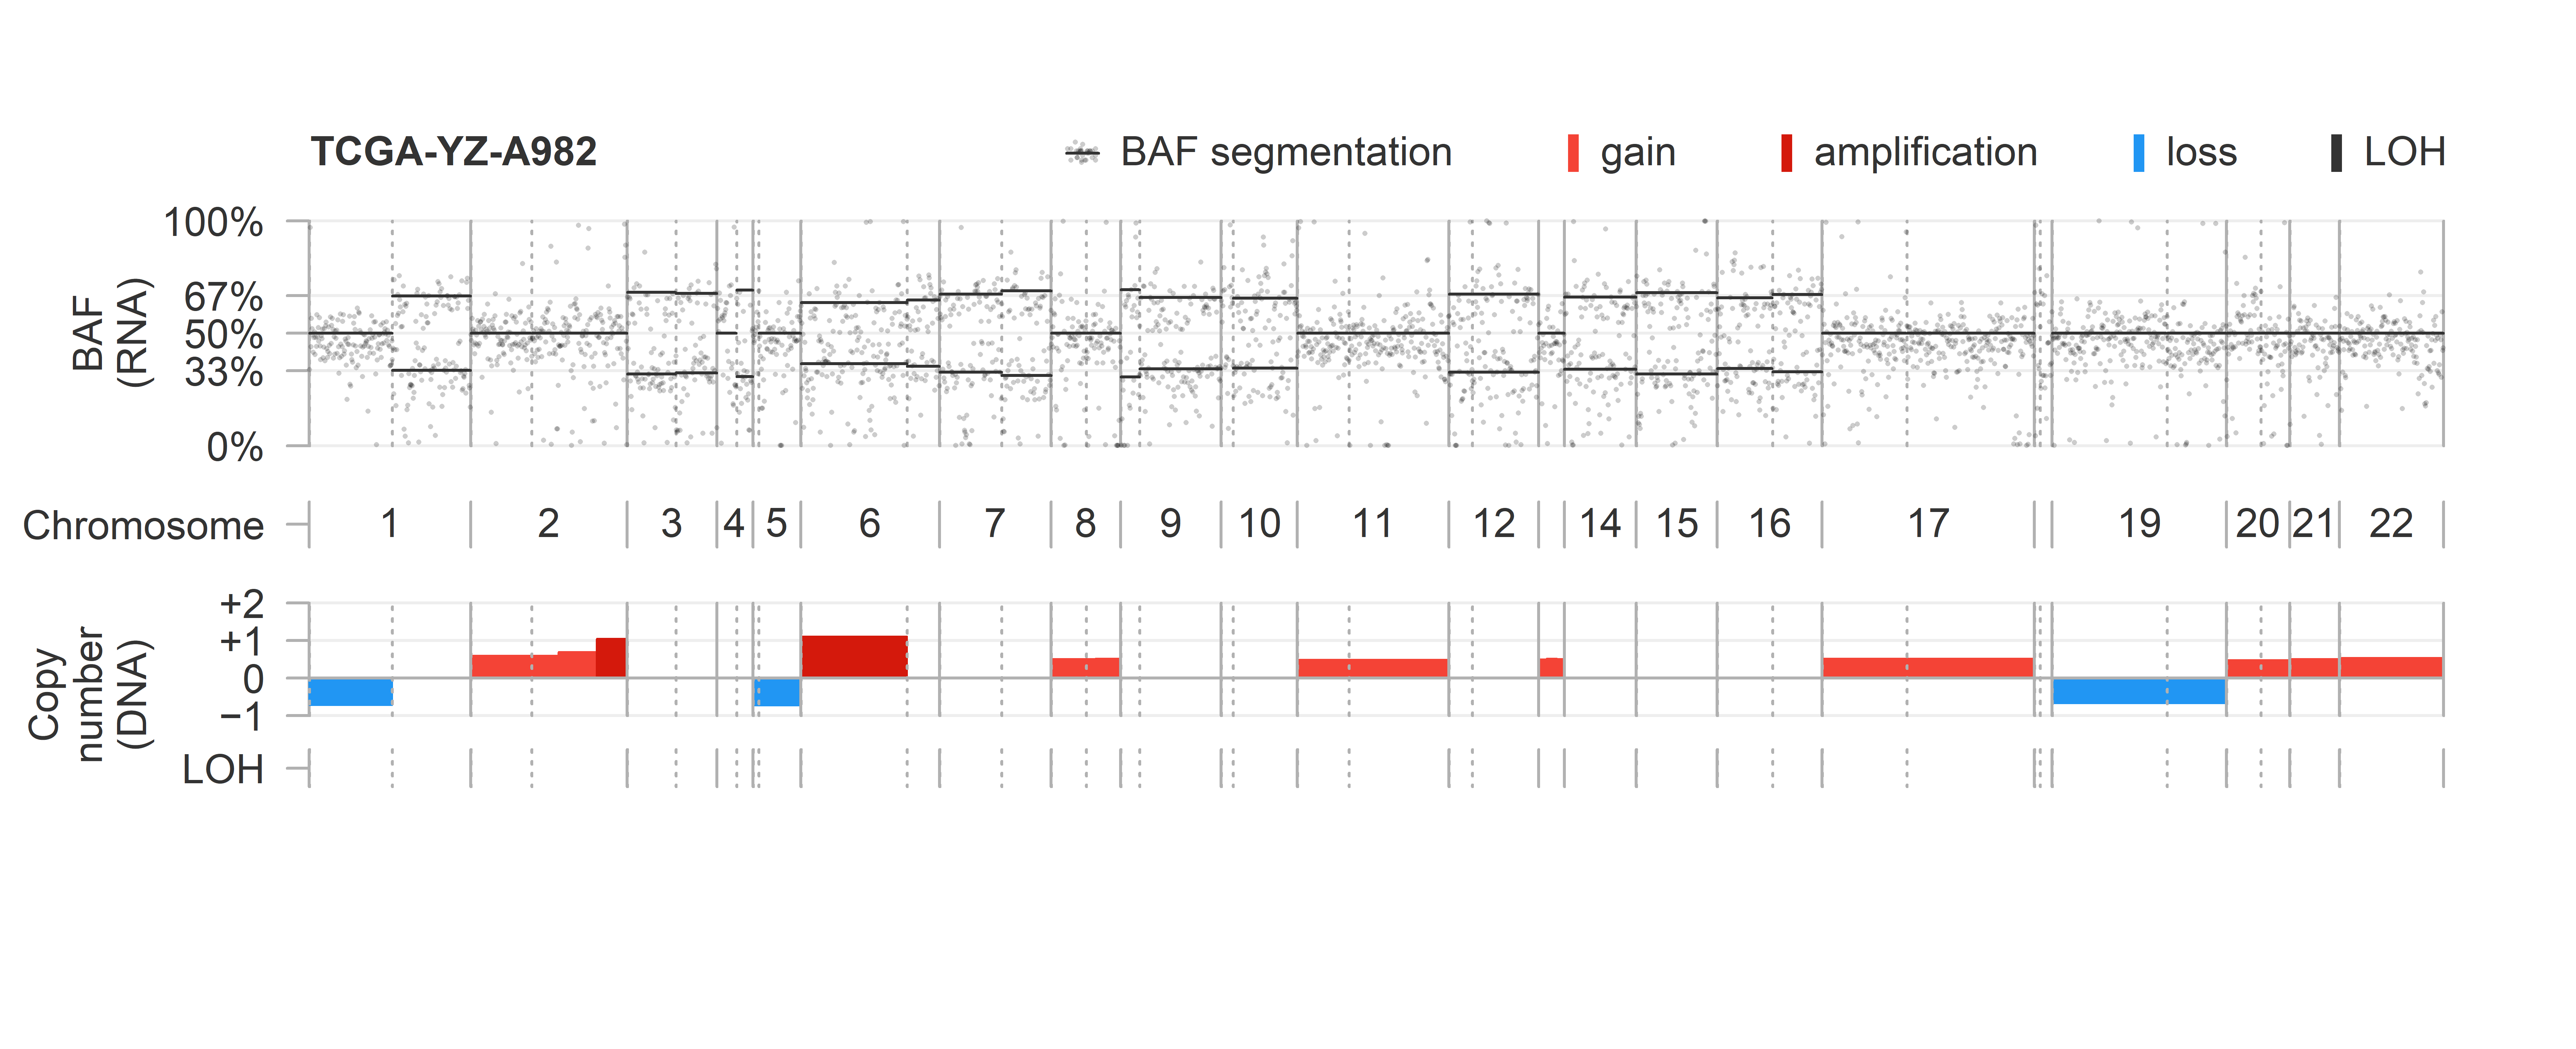 TCGA-YZ-A982
BAF segmentation gain amplification loss LOH
BAF
(RNA)
100%
67%
50%
33%
0%
Chromosome 1 2 3 4 5 6 7 8 9 10 11 12 14 15 16 17 19 20 21 22
Copy
number
(DNA)
+2
+1
0
−1
LOH